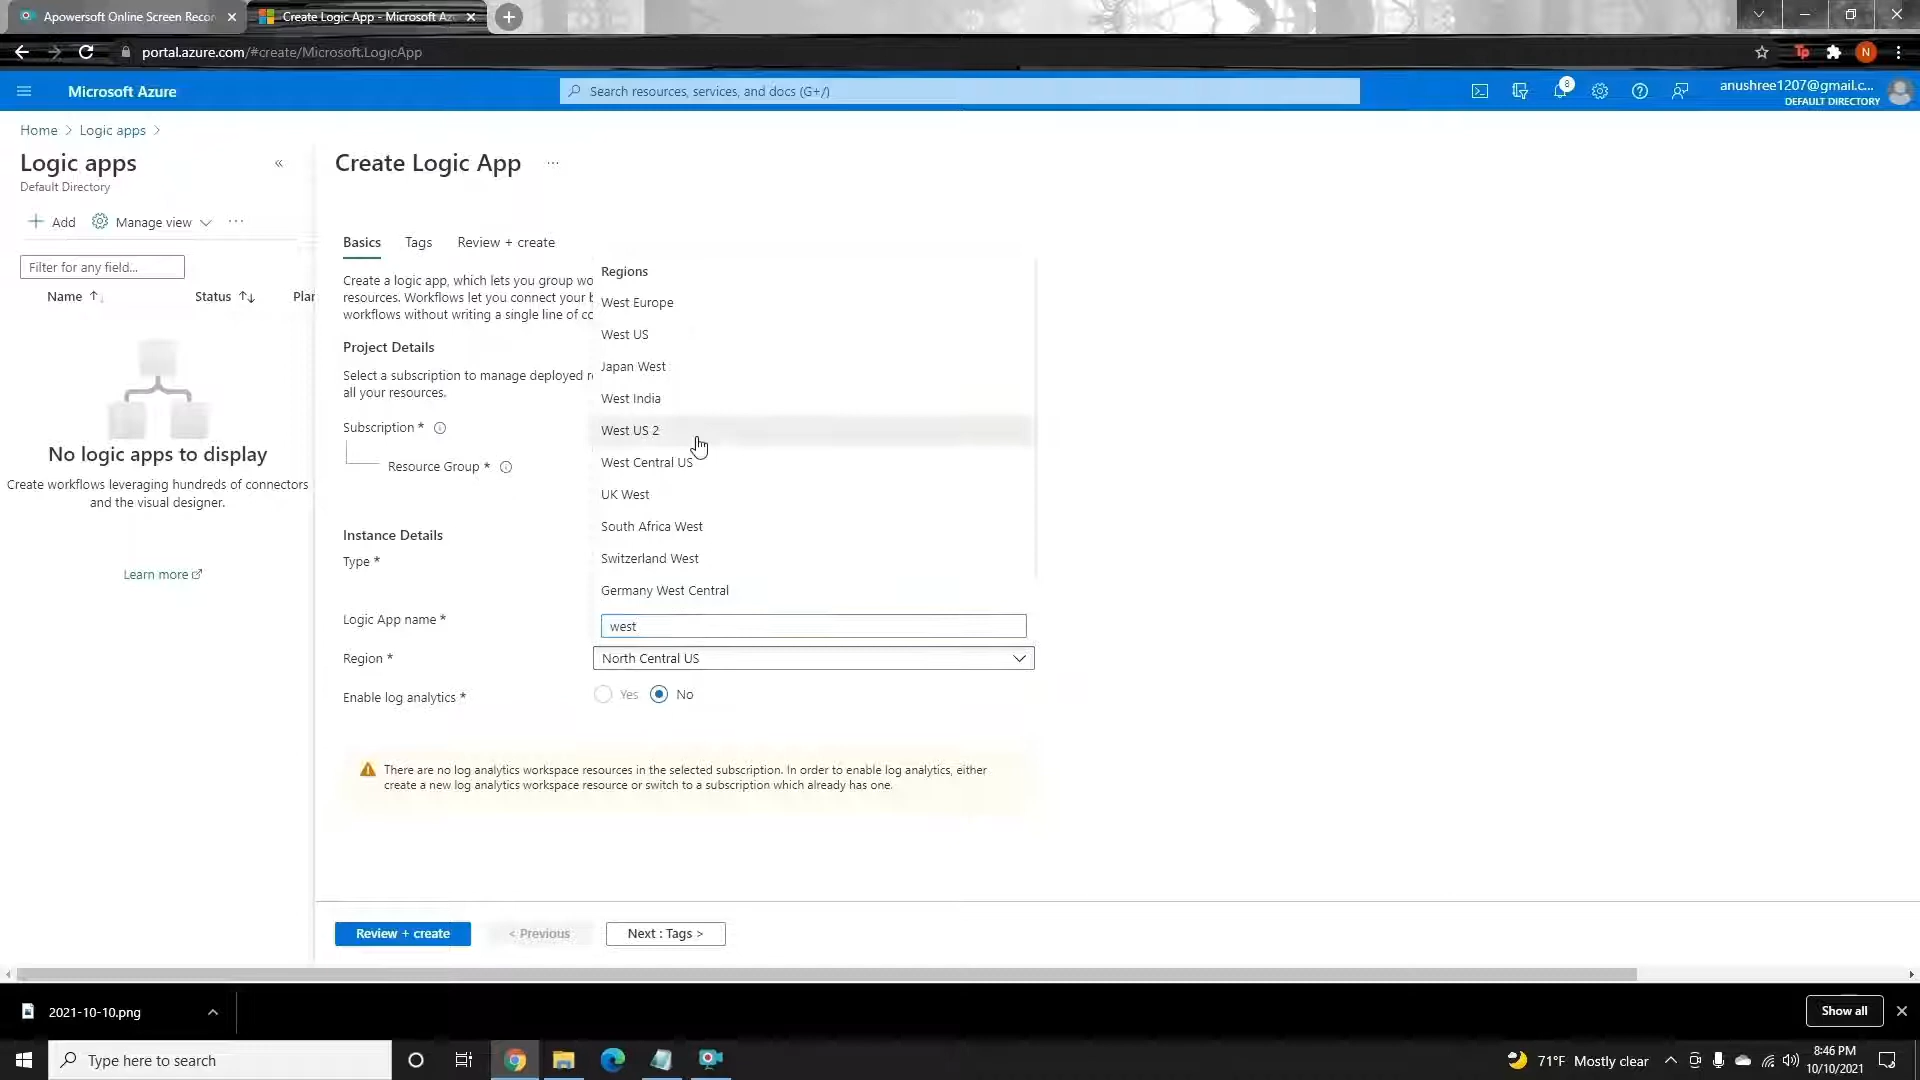 Apowersoft Online Screen Recor
Create Logic App - Microsoft Az
portal.azure.com/#create/Microsoft.LogicApp
Tp
N
Microsoft Azure
Search resources, services, and docs (G+/)
8
anushree1207@gmail.c...
DEFAULT DIRECTORY
Home > Logic apps >
Logic apps
Default Directory
Add
Manage view
Filter for any field...
Name
Status
Plan
No logic apps to display
Create workflows leveraging hundreds of connectors
and the visual designer.
Learn more
Create Logic App
Basics
Tags
Review + create
Create a logic app, which lets you group wo
resources. Workflows let you connect your b
workflows without writing a single line of co
Project Details
Select a subscription to manage deployed r
all your resources.
Subscription *
Resource Group *
Instance Details
Type *
Logic App name *
Region *
Enable log analytics *
Regions
West Europe
West US
Japan West
West India
West US 2
West Central US
UK West
South Africa West
Switzerland West
Germany West Central
west
North Central US
Yes
No
There are no log analytics workspace resources in the selected subscription. In order to enable log analytics, either
create a new log analytics workspace resource or switch to a subscription which already has one.
Review + create
< Previous
Next : Tags >
2021-10-10.png
Show all
Type here to search
71°F Mostly clear
8:46 PM
10/10/2021